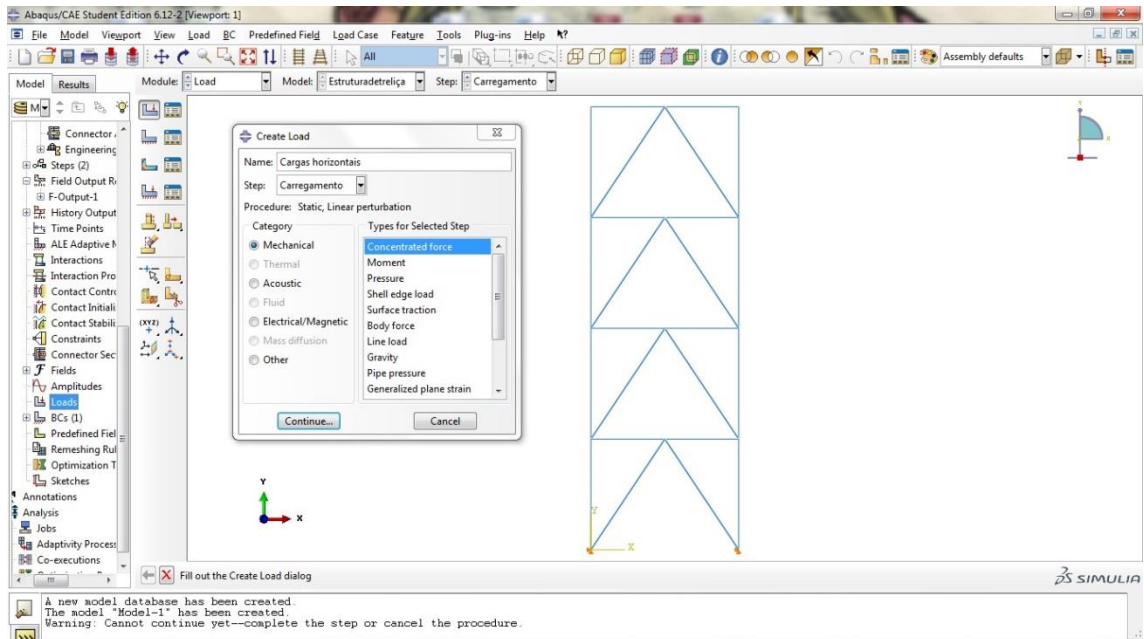 Abaqus/CAE Student Edition 6.12-2 [Viewport: 1]
File Model Viewport View Load BC Predefined Field Load Case Feature Tools Plug-ins Help
All
Assembly defaults
Model Results
Module: Load Model: Estruturadetreliça Step: Carregamento
Connector
Engineering
Steps (2)
Field Output R
F-Output-1
History Output
Time Points
ALE Adaptive
Interactions
Interaction Pro
Contact Contr
Contact Initiali
Contact Stabili
Constraints
Connector Sec
Fields
Amplitudes
Loads
BCs (1)
Predefined Fiel
Remeshing Rul
Optimization T
Sketches
Annotations
Analysis
Jobs
Adaptivity Proces
Co-executions
(XYZ)
Create Load
Name: Cargas horizontais
Step: Carregamento
Procedure: Static, Linear perturbation
Category
Mechanical
Thermal
Acoustic
Fluid
Electrical/Magnetic
Mass diffusion
Other
Types for Selected Step
Concentrated force
Moment
Pressure
Shell edge load
Surface traction
Body force
Line load
Gravity
Pipe pressure
Generalized plane strain
Continue...
Cancel
Y
X
Y
X
Fill out the Create Load dialog
SIMULIA
A new model database has been created.
The model "Model-1" has been created.
Warning: Cannot continue yet--complete the step or cancel the procedure.